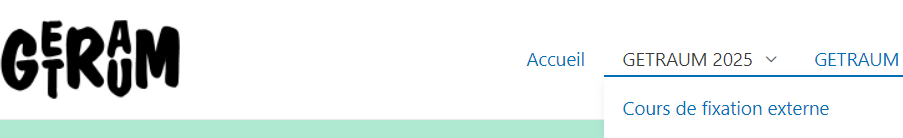 GETRAUM
Accueil GETRAUM 2025 GETRAUM
Cours de fixation externe